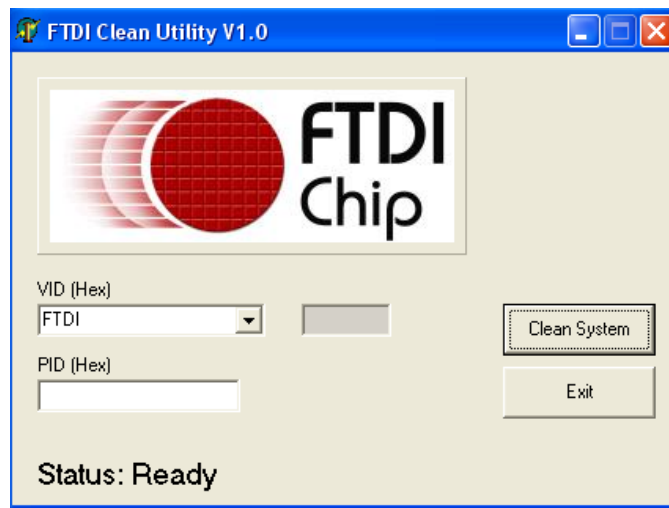 FTDI Clean Utility V1.0
FTDI
Chip
VID (Hex)
FTDI
Clean System
PID (Hex)
Exit
Status: Ready